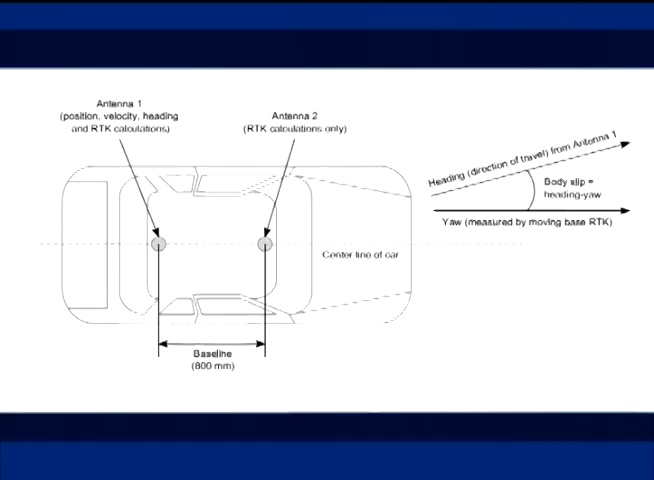 Antenna 1
(position, velocity, heading
and RTK calculations)
Antenna 2
(RTK calculations only)
Heading (direction of travel) from Antenna 1
Body slip =
heading-yaw
Yaw (measured by moving base RTK)
Center line of car
Baseline
(800 mm)